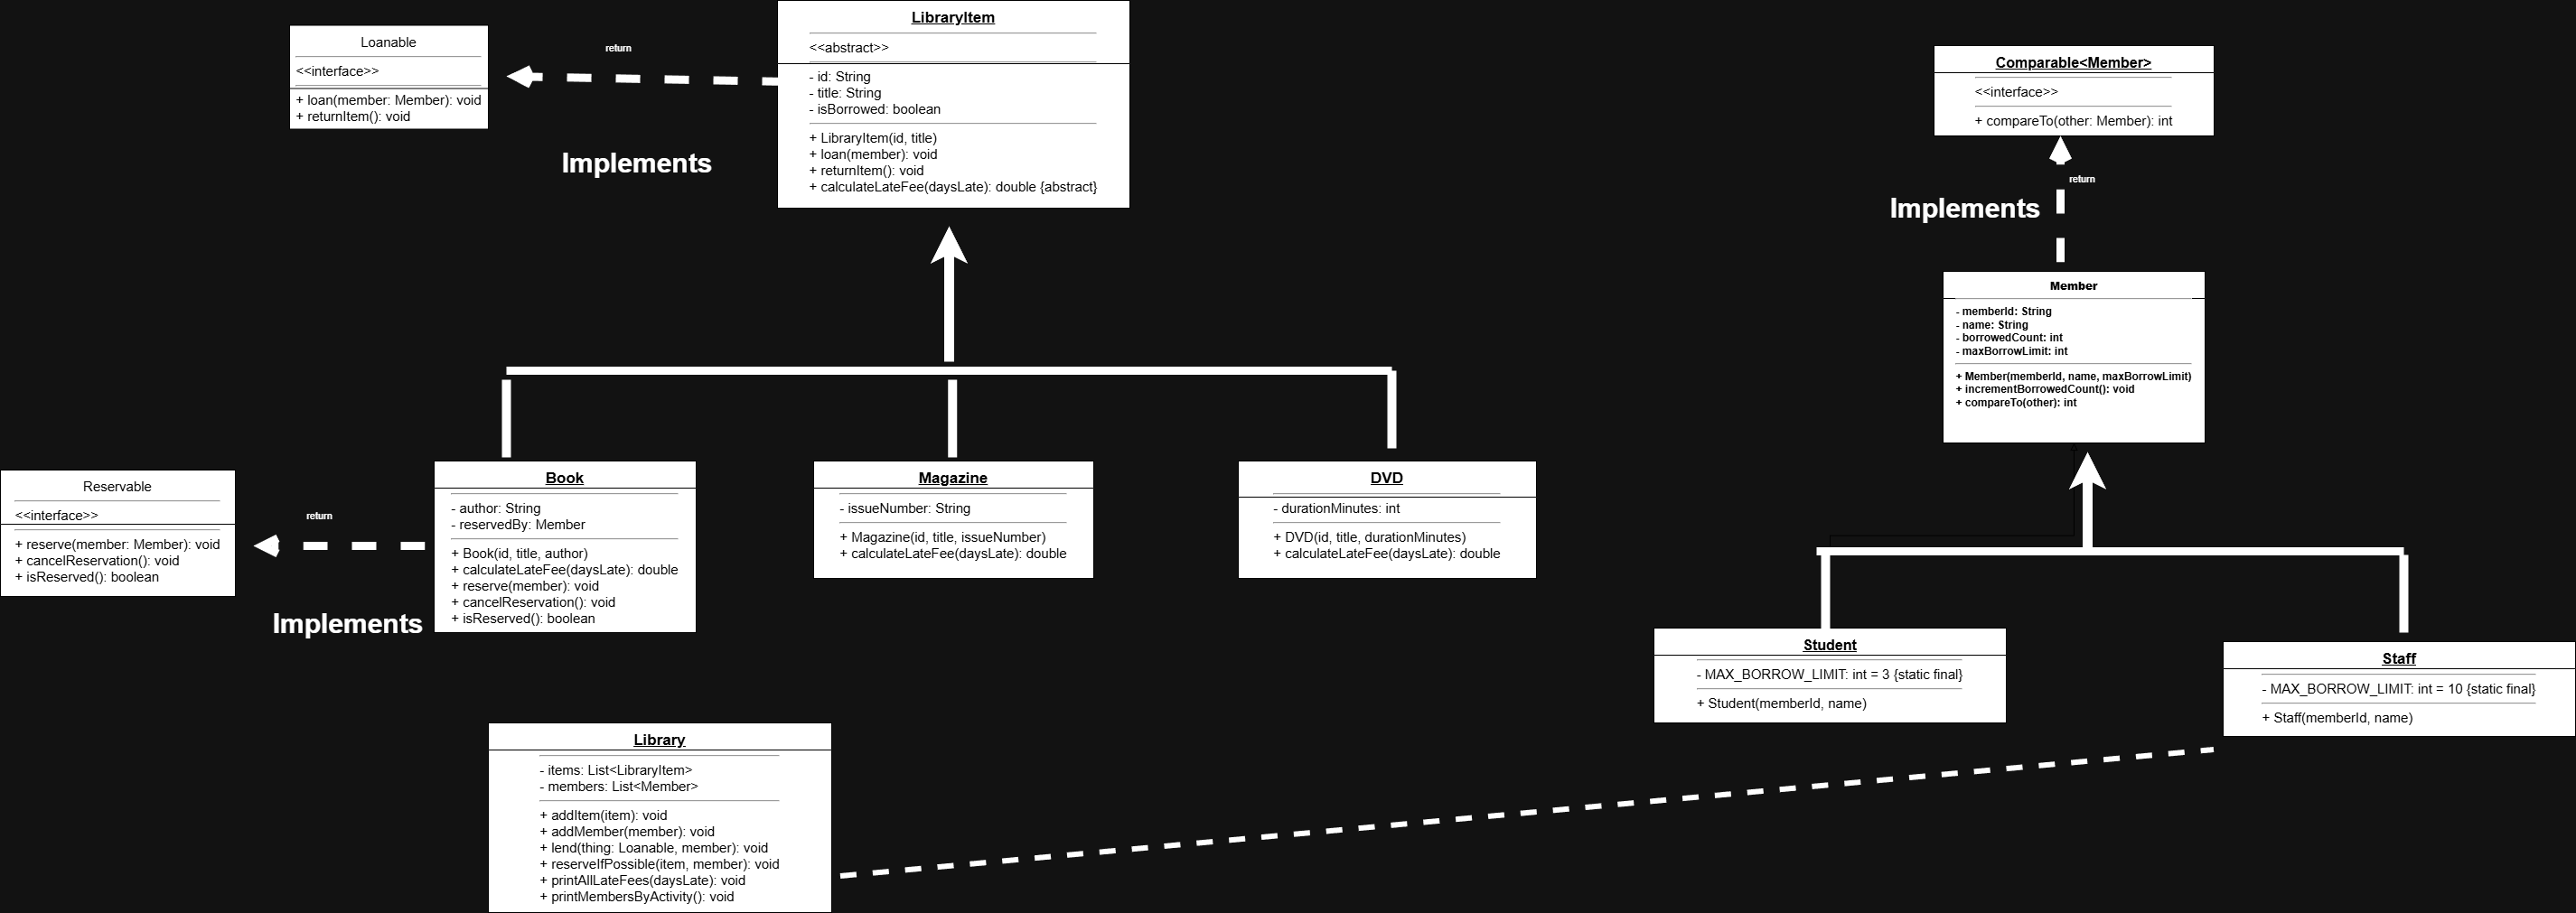 Loanable
<<interface>>
+ loan(member: Member): void
+ returnItem(): void
return
Implements
LibraryItem
<<abstract>>
- id: String
- title: String
- isBorrowed: boolean
+ LibraryItem(id, title)
+ loan(member): void
+ returnItem(): void
+ calculateLateFee(daysLate): double {abstract}
Comparable<Member>
<<interface>>
+ compareTo(other: Member): int
return
Implements
Member
- memberId: String
- name: String
- borrowedCount: int
- maxBorrowLimit: int
+ Member(memberId, name, maxBorrowLimit)
+ incrementBorrowedCount(): void
+ compareTo(other): int
Reservable
<<interface>>
+ reserve(member: Member): void
+ cancelReservation(): void
+ isReserved(): boolean
return
Implements
Book
- author: String
- reservedBy: Member
+ Book(id, title, author)
+ calculateLateFee(daysLate): double
+ reserve(member): void
+ cancelReservation(): void
+ isReserved(): boolean
Magazine
- issueNumber: String
+ Magazine(id, title, issueNumber)
+ calculateLateFee(daysLate): double
DVD
- durationMinutes: int
+ DVD(id, title, durationMinutes)
+ calculateLateFee(daysLate): double
Student
- MAX_BORROW_LIMIT: int = 3 {static final}
+ Student(memberId, name)
Staff
- MAX_BORROW_LIMIT: int = 10 {static final}
+ Staff(memberId, name)
Library
- items: List<LibraryItem>
- members: List<Member>
+ addItem(item): void
+ addMember(member): void
+ lend(thing: Loanable, member): void
+ reserveIfPossible(item, member): void
+ printAllLateFees(daysLate): void
+ printMembersByActivity(): void